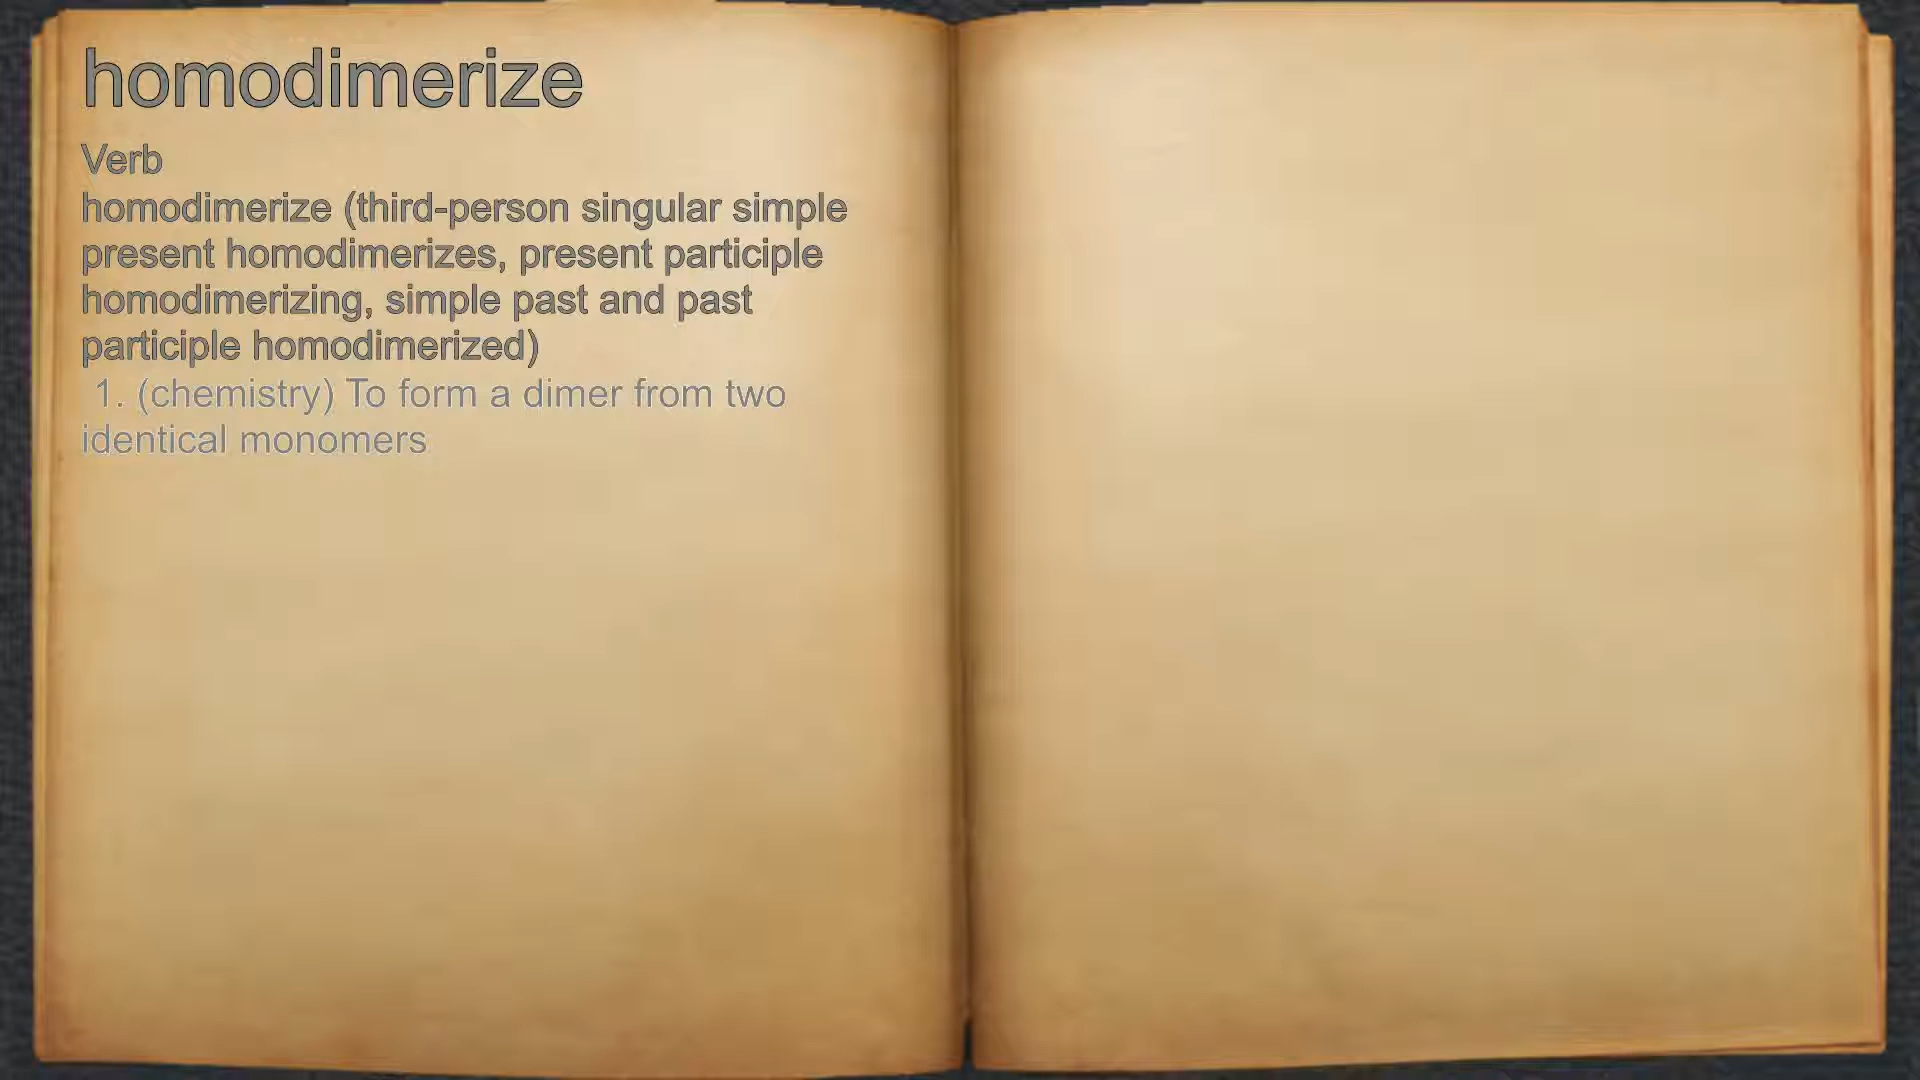 homodimerize
Verb
homodimerize (third-person singular simple
present homodimerizes, present participle
homodimerizing, simple past and past
participle homodimerized)
1. (chemistry) To form a dimer from two
identical monomers